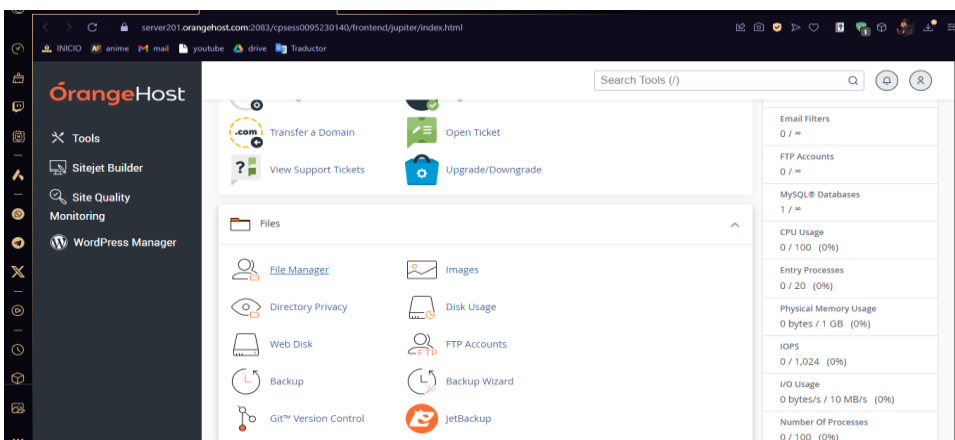 server201.orangehost.com:2083/cpsess0095230140/frontend/jupiter/index.html
INICIO
AF anime
mail
youtube
drive
Traductor
OrangeHost
Search Tools (/)
Tools
Sitejet Builder
Site Quality
Monitoring
WordPress Manager
.com
Transfer a Domain
Open Ticket
View Support Tickets
Upgrade/Downgrade
Files
File Manager
Images
Directory Privacy
Disk Usage
Web Disk
FTP
FTP Accounts
Backup
Backup Wizard
Git™ Version Control
JetBackup
Email Filters
0 / ∞
FTP Accounts
0 / ∞
MySQL® Databases
1 / ∞
CPU Usage
0 / 100 (0%)
Entry Processes
0 / 20 (0%)
Physical Memory Usage
0 bytes / 1 GB (0%)
IOPS
0 / 1,024 (0%)
I/O Usage
0 bytes/s / 10 MB/s (0%)
Number Of Processes
0 / 100 (0%)